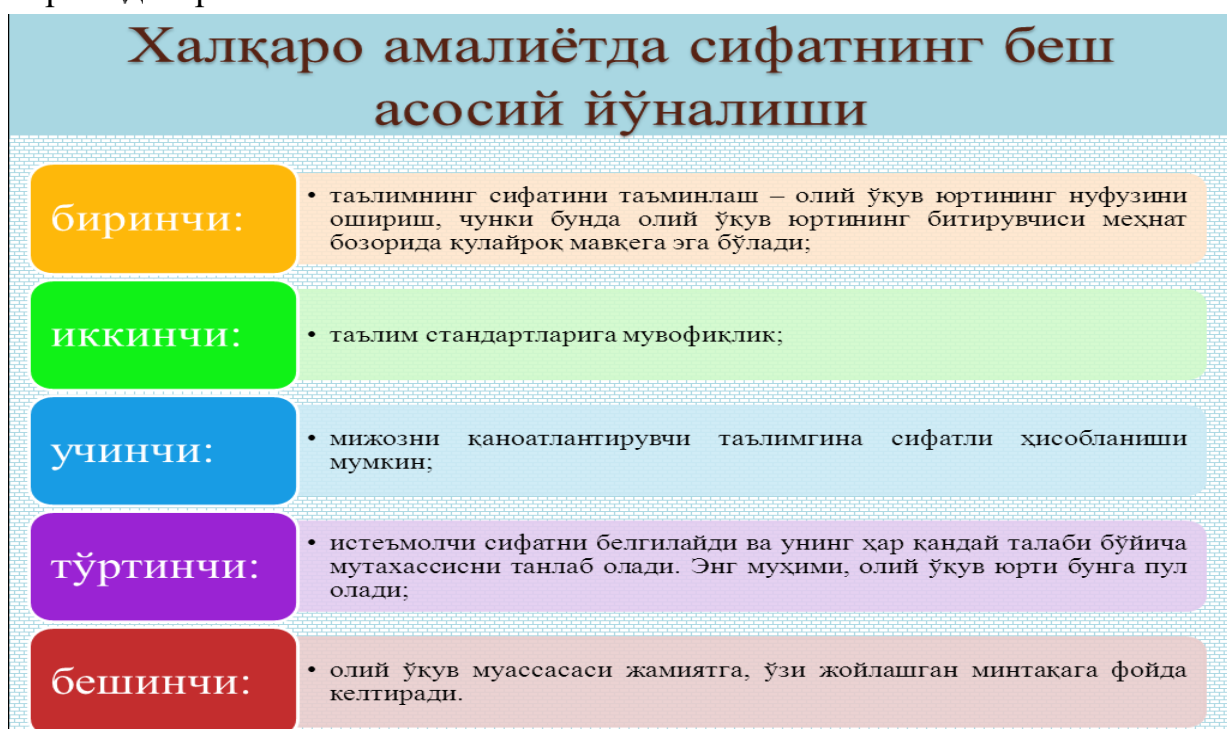 Халқаро амалиётда сифатнинг беш
асосий йўналиши
биринчи:
• таълимнинг сифатини таъминлаш – олий ўқув юртининг нуфузини
ошириш, чунки бунда олий ўқув юртининг битирувчиси меҳнат
бозорида қулайроқ мавқега эга бўлади;
иккинчи:
• таълим стандартларига мувофиқлик;
учинчи:
• мижозни қаноатлантирувчи таълимгина сифатли ҳисобланиши
мумкин;
тўртинчи:
• истеъмолчи сифатни белгилайди ва унинг ҳар қандай талаби бўйича
мутахассисни танлаб олади. Энг муҳими, олий ўқув юрти бунга пул
олади;
бешинчи:
• олий ўқув муассасаси жамиятга, ўзи жойлашган минтақага фойда
келтиради.